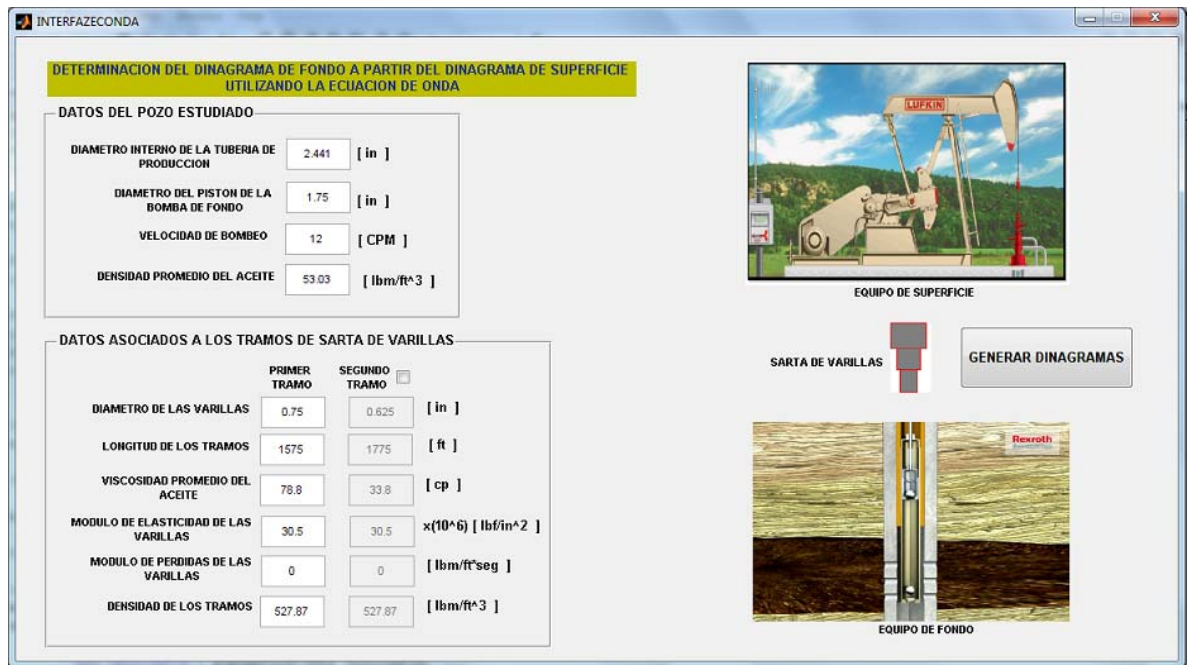 INTERFAZECONDA
DETERMINACION DEL DINAGRAMA DE FONDO A PARTIR DEL DINAGRAMA DE SUPERFICIE
UTILIZANDO LA ECUACION DE ONDA
DATOS DEL POZO ESTUDIADO
DIAMETRO INTERNO DE LA TUBERIA DE
PRODUCCION
2.441 [ in ]
DIAMETRO DEL PISTON DE LA
BOMBA DE FONDO
1.75 [ in ]
VELOCIDAD DE BOMBEO 12 [ CPM ]
DENSIDAD PROMEDIO DEL ACEITE 53.03 [ lbm/ft^3 ]
DATOS ASOCIADOS A LOS TRAMOS DE SARTA DE VARILLAS
PRIMER
TRAMO
SEGUNDO
TRAMO
DIAMETRO DE LAS VARILLAS 0.75 0.625 [ in ]
LONGITUD DE LOS TRAMOS 1575 1775 [ ft ]
VISCOSIDAD PROMEDIO DEL
ACEITE
78.8 33.8 [ cp ]
MODULO DE ELASTICIDAD DE LAS
VARILLAS
30.5 30.5 x(10^6) [ lbf/in^2 ]
MODULO DE PERDIDAS DE LAS
VARILLAS
0 0 [ lbm/ft*seg ]
DENSIDAD DE LOS TRAMOS 527.87 527.87 [ lbm/ft^3 ]
LUFKIN
EQUIPO DE SUPERFICIE
SARTA DE VARILLAS
GENERAR DINAGRAMAS
Rexroth
EQUIPO DE FONDO